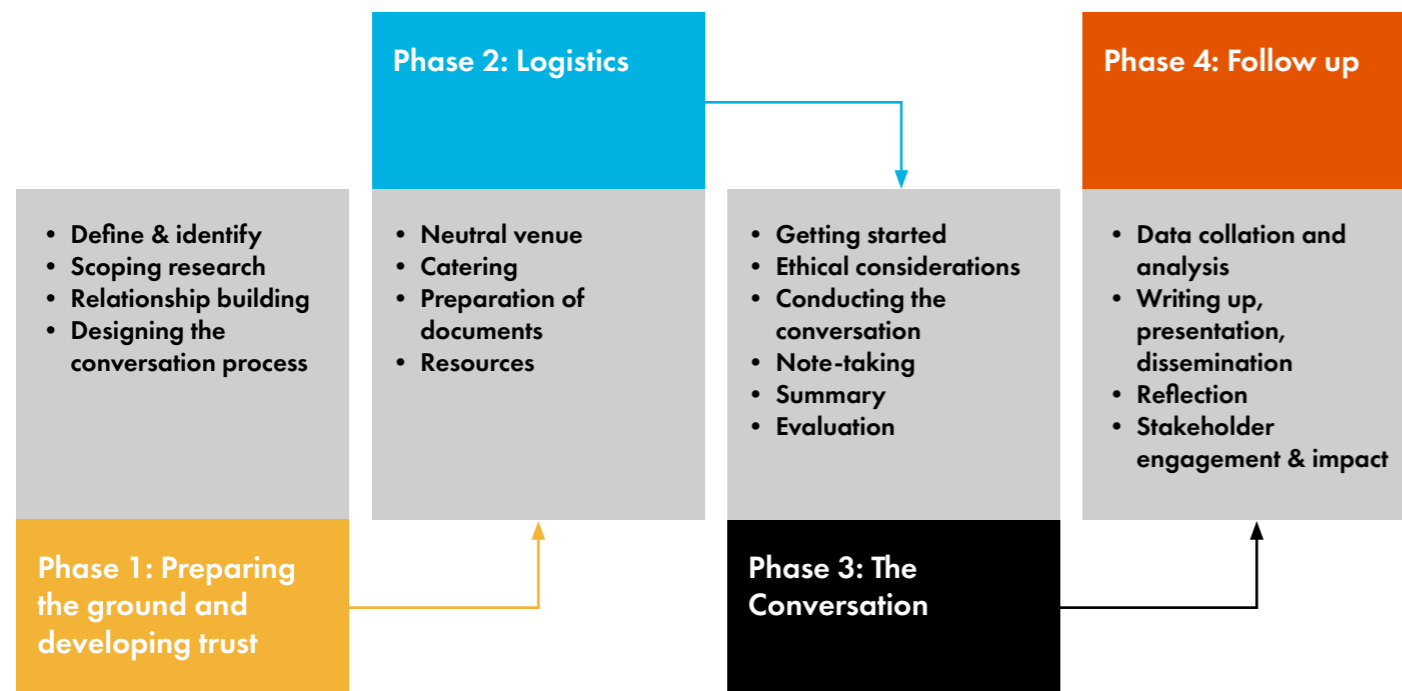 Phase 1: Preparing
the ground and
developing trust
• Define & identify
• Scoping research
• Relationship building
• Designing the
conversation process
Phase 2: Logistics
• Neutral venue
• Catering
• Preparation of
documents
• Resources
Phase 3: The
Conversation
• Getting started
• Ethical considerations
• Conducting the
conversation
• Note-taking
• Summary
• Evaluation
Phase 4: Follow up
• Data collation and
analysis
• Writing up,
presentation,
dissemination
• Reflection
• Stakeholder
engagement & impact